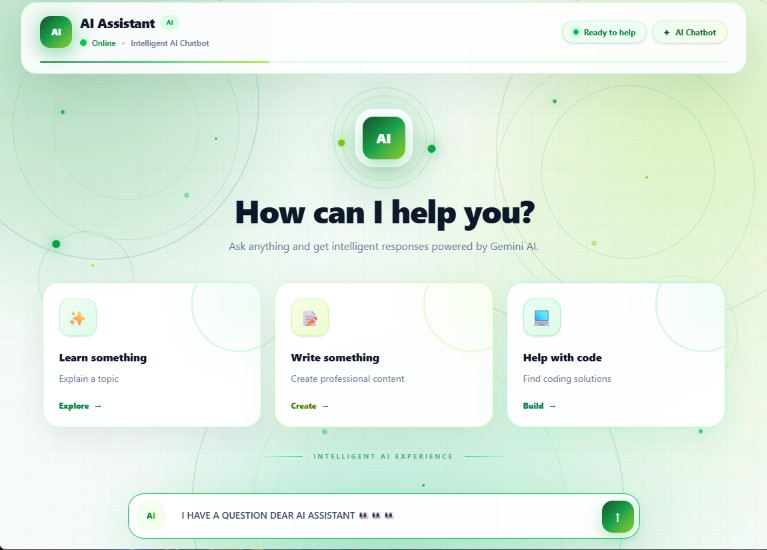 AI
AI Assistant AI
Online • Intelligent AI Chatbot
Ready to help
✦ AI Chatbot
AI
How can I help you?
Ask anything and get intelligent responses powered by Gemini AI.
Learn something
Explain a topic
Explore →
Write something
Create professional content
Create →
Help with code
Find coding solutions
Build →
INTELLIGENT AI EXPERIENCE
AI
I HAVE A QUESTION DEAR AI ASSISTANT
↑